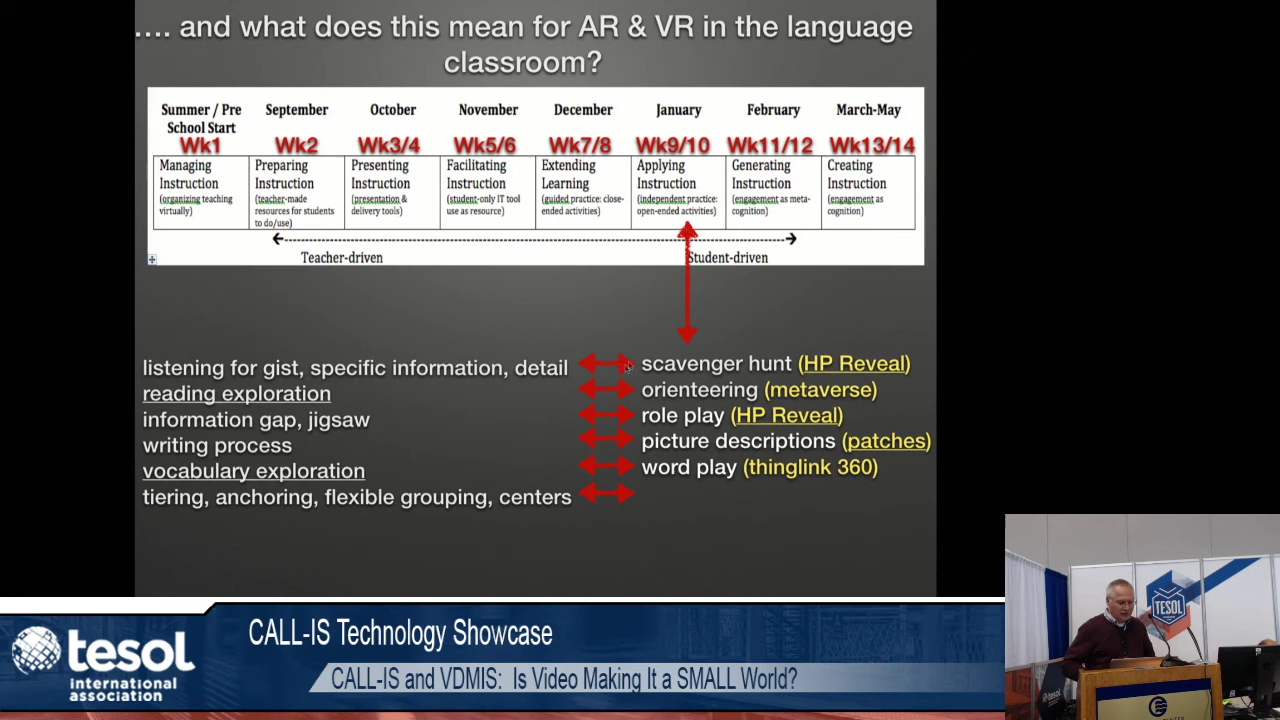 .... and what does this mean for AR & VR in the language
classroom?
Summer / Pre School Start September October November December January February March-May
Wk1 Wk2 Wk3/4 Wk5/6 Wk7/8 Wk9/10 Wk11/12 Wk13/14
Managing Instruction (organizing teaching virtually)
Preparing Instruction (teacher-made resources for students to do/use)
Presenting Instruction (presentation & delivery tools)
Facilitating Instruction (student-only IT tool use as resource)
Extending Learning (guided practice: close-ended activities)
Applying Instruction (independent practice: open-ended activities)
Generating Instruction (engagement as meta-cognition)
Creating Instruction (engagement as cognition)
Teacher-driven Student-driven
listening for gist, specific information, detail scavenger hunt (HP Reveal)
reading exploration orienteering (metaverse)
information gap, jigsaw role play (HP Reveal)
writing process picture descriptions (patches)
vocabulary exploration word play (thinglink 360)
tiering, anchoring, flexible grouping, centers
TESOL
tesol
international
association
CALL-IS Technology Showcase
CALL-IS and VDMIS: Is Video Making It a SMALL World?